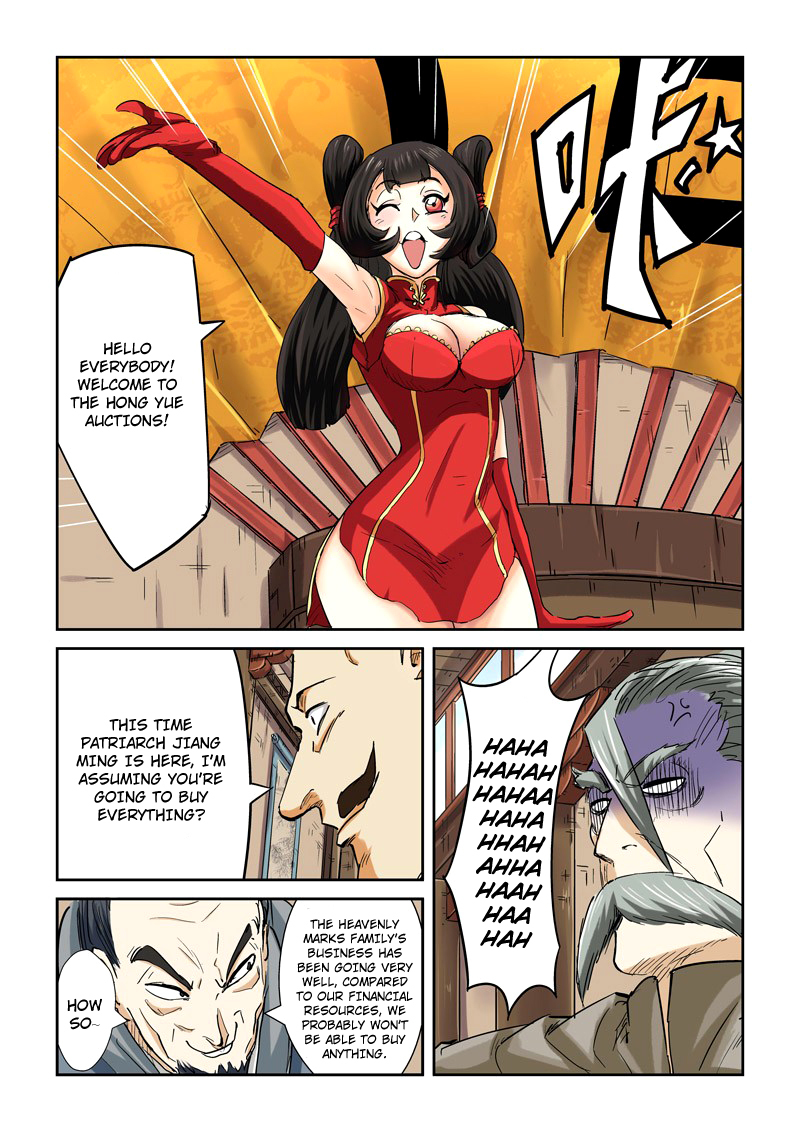 咔
HELLO
EVERYBODY!
WELCOME TO
THE HONG YUE
AUCTIONS!
THIS TIME
PATRIARCH JIANG
MING IS HERE, I'M
ASSUMING YOU'RE
GOING TO BUY
EVERYTHING?
HAHA
HAHAH
HAHAA
HAHA
HHAH
AHHA
HAAH
HAA
HAH
THE HEAVENLY
MARKS FAMILY'S
BUSINESS HAS
BEEN GOING VERY
WELL, COMPARED
TO OUR FINANCIAL
RESOURCES, WE
PROBABLY WON'T
BE ABLE TO BUY
ANYTHING.
HOW
SO~